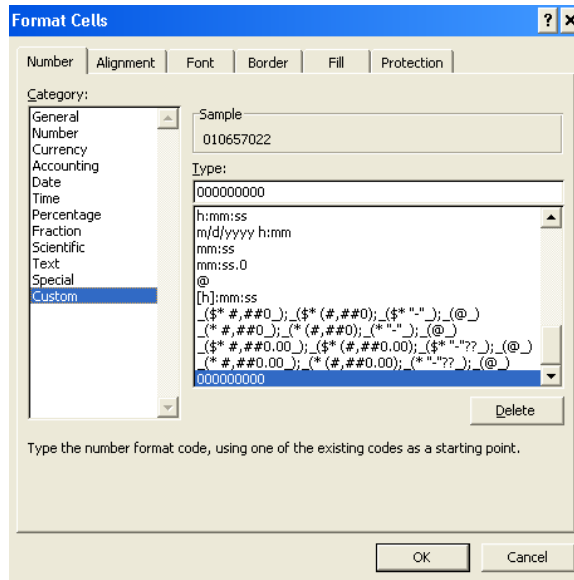 Format Cells
Number Alignment Font Border Fill Protection
Category:
General
Number
Currency
Accounting
Date
Time
Percentage
Fraction
Scientific
Text
Special
Custom
Sample
010657022
Type:
000000000
h:mm:ss
m/d/yyyy h:mm
mm:ss
mm:ss.0
@
[h]:mm:ss
_($* #,##0_);_($* (#,##0);_($* "-"_);_(@_)
_(* #,##0_);_(* (#,##0);_(* "-"_);_(@_)
_($* #,##0.00_);_($* (#,##0.00);_($* "-"??_);_(@_)
_(* #,##0.00_);_(* (#,##0.00);_(* "-"??_);_(@_)
000000000
Delete
Type the number format code, using one of the existing codes as a starting point.
OK Cancel